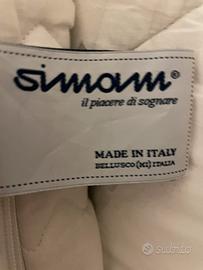 simam®
il piacere di sognare
MADE IN ITALY
BELLUSCO (MI) ITALIA
subito